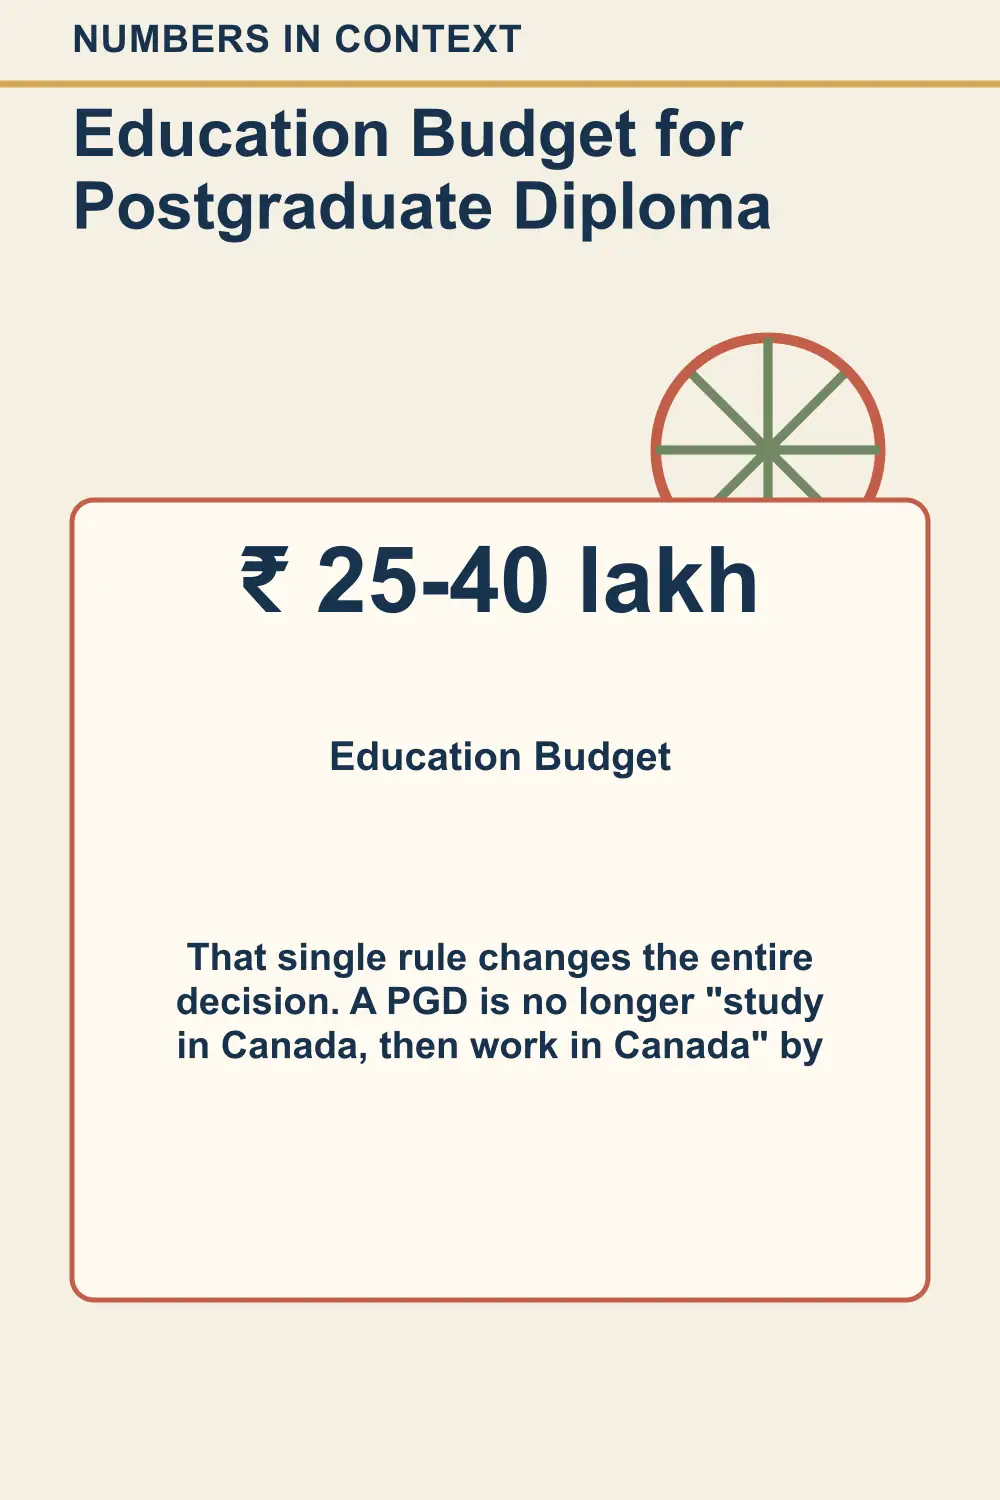 NUMBERS IN CONTEXT
Education Budget for
Postgraduate Diploma
₹ 25-40 lakh
Education Budget
That single rule changes the entire
decision. A PGD is no longer "study
in Canada, then work in Canada" by